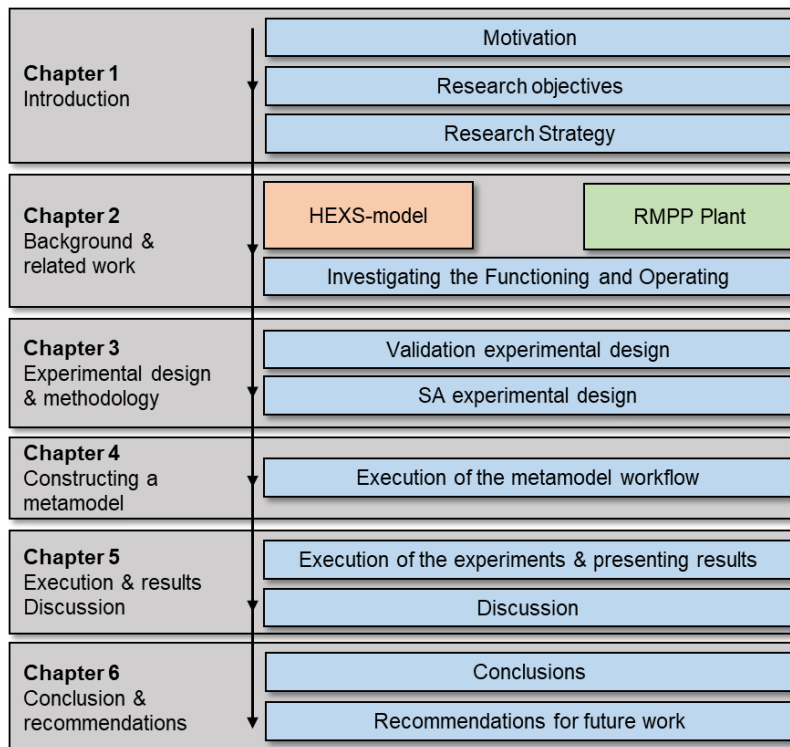 Chapter 1
Introduction
Motivation
Research objectives
Research Strategy
Chapter 2
Background &
related work
HEXS-model
RMPP Plant
Investigating the Functioning and Operating
Chapter 3
Experimental design
& methodology
Validation experimental design
SA experimental design
Chapter 4
Constructing a
metamodel
Execution of the metamodel workflow
Chapter 5
Execution & results
Discussion
Execution of the experiments & presenting results
Discussion
Chapter 6
Conclusion &
recommendations
Conclusions
Recommendations for future work